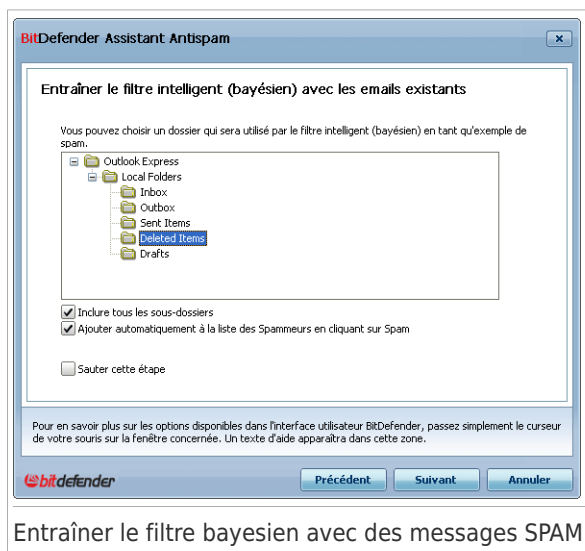 BitDefender Assistant Antispam
Entraîner le filtre intelligent (bayésien) avec les emails existants
Vous pouvez choisir un dossier qui sera utilisé par le filtre intelligent (bayésien) en tant qu'exemple de
spam.
Outlook Express
Local Folders
Inbox
Outbox
Sent Items
Deleted Items
Drafts
Inclure tous les sous-dossiers
Ajouter automatiquement à la liste des Spammeurs en cliquant sur Spam
Sauter cette étape
Pour en savoir plus sur les options disponibles dans l'interface utilisateur BitDefender, passez simplement le curseur
de votre souris sur la fenêtre concernée. Un texte d'aide apparaîtra dans cette zone.
bitdefender Précédent Suivant Annuler
Entraîner le filtre bayesien avec des messages SPAM